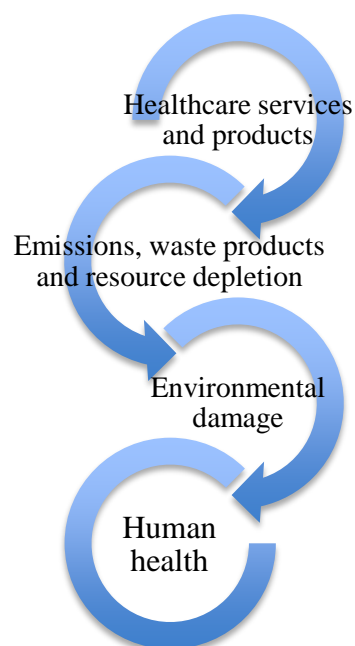 Healthcare services
and products
Emissions, waste products
and resource depletion
Environmental
damage
Human
health